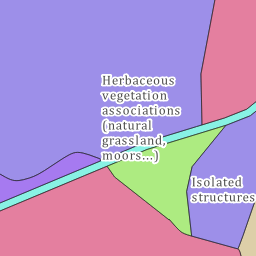 Herbaceous
vegetation
associations
(natural
grassland,
moors...)
Isolated
structures